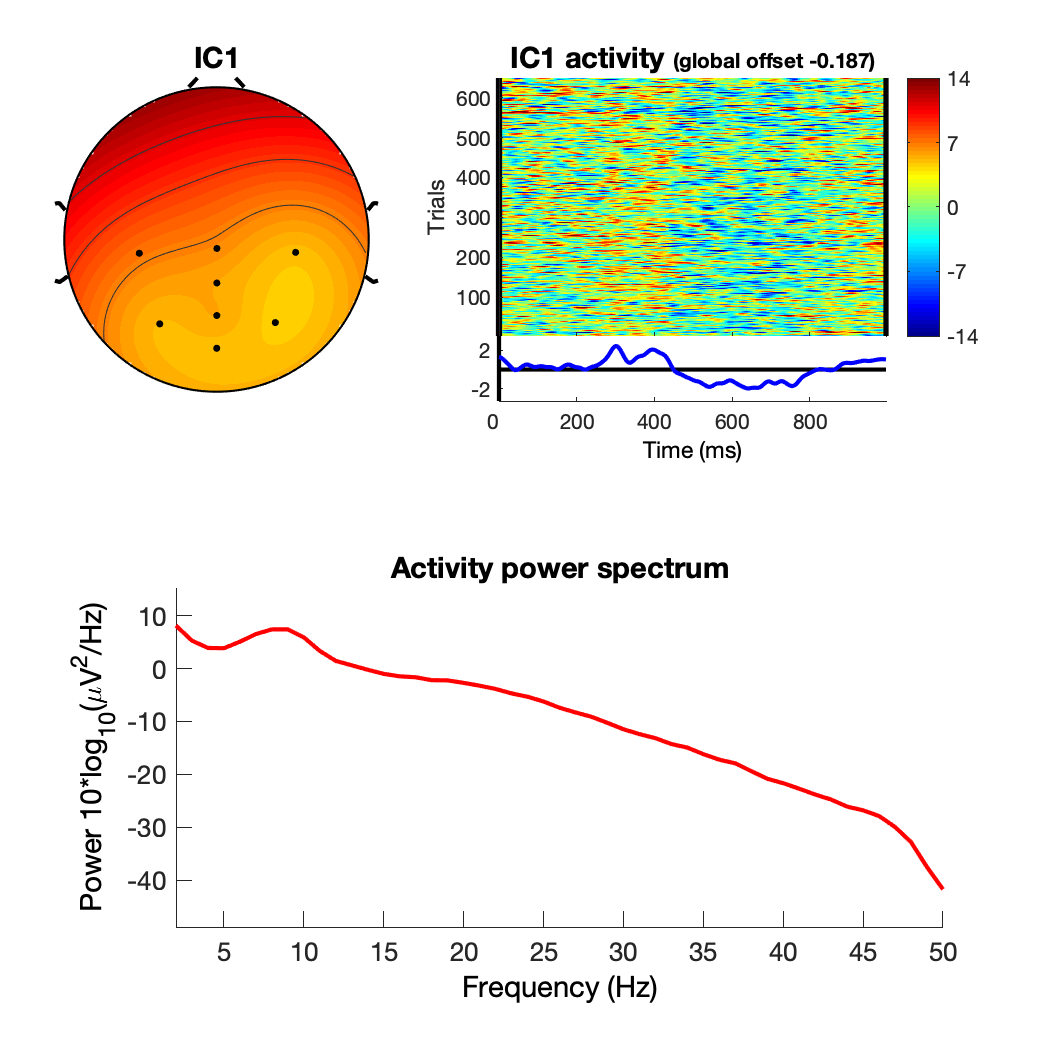 IC1
IC1 activity (global offset -0.187)
600
500
400
300
200
100
Trials
14
7
0
-7
-14
2
-2
0 200 400 600 800
Time (ms)
Activity power spectrum
Power 10*log10(μV2/Hz)
10
0
-10
-20
-30
-40
5 10 15 20 25 30 35 40 45 50
Frequency (Hz)